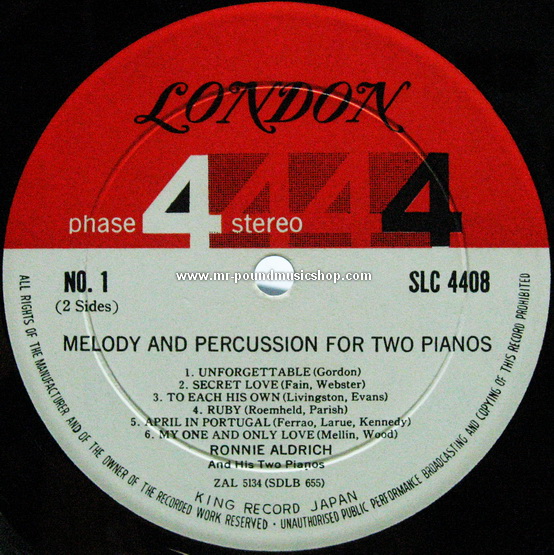 LONDON
phase 4 stereo 4 4 4
www.mr-poundmusicshop.com
NO. 1
(2 Sides)
SLC 4408
MELODY AND PERCUSSION FOR TWO PIANOS
1. UNFORGETTABLE (Gordon)
2. SECRET LOVE (Fain, Webster)
3. TO EACH HIS OWN (Livingston, Evans)
4. RUBY (Roemheld, Parish)
5. APRIL IN PORTUGAL (Ferrao, Larue, Kennedy)
6. MY ONE AND ONLY LOVE (Mellin, Wood)
RONNIE ALDRICH
And His Two Pianos
ZAL 5134 (SDLB 655)
KING RECORD JAPAN
ALL RIGHTS OF THE MANUFACTURER AND OF THE OWNER OF THE RECORDED WORK RESERVED · UNAUTHORISED PUBLIC PERFORMANCE BROADCASTING AND COPYING OF THIS RECORD PROHIBITED